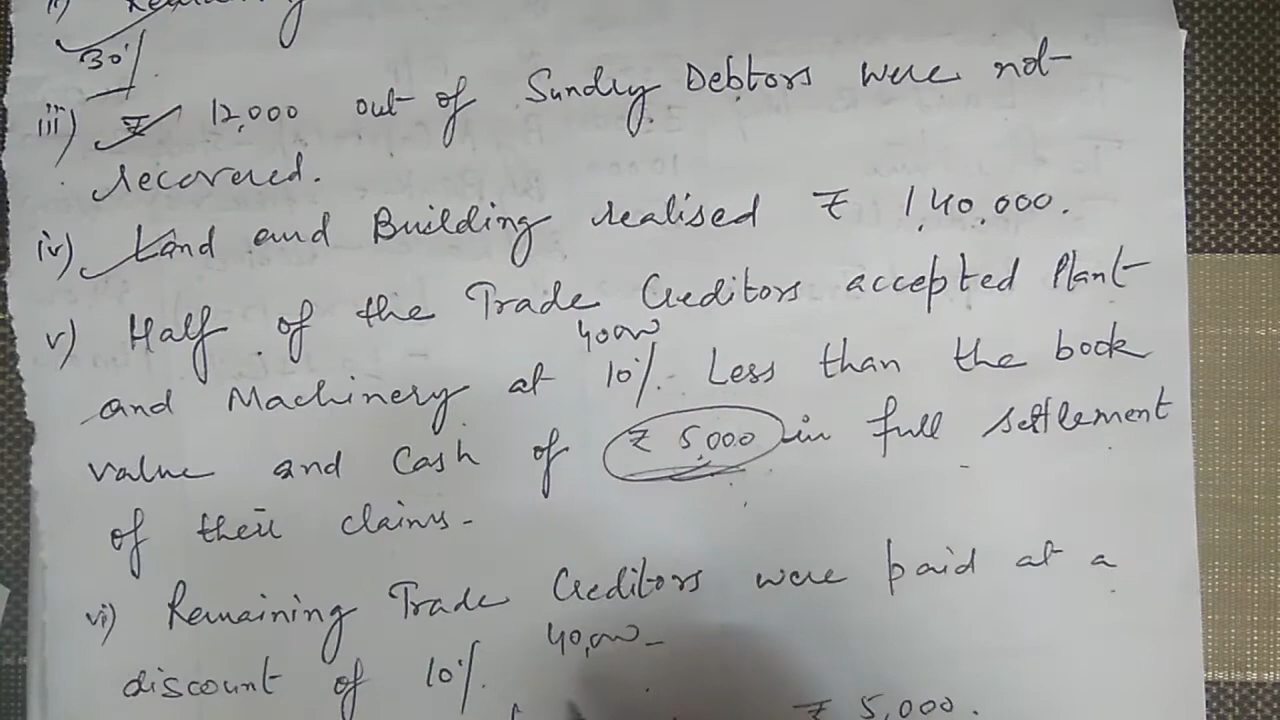 30%
iii) ₹ 12,000 out of Sundry Debtors were not
recovered.
iv) Land and Building realised ₹ 140,000.
v) Half of the Trade Creditors accepted Plant
40,000
and Machinery at 10% Less than the book
value and Cash of ₹ 5,000 in full settlement
of their claims.
vi) Remaining Trade Creditors were paid at a
40,000
discount of 10%.
₹ 5,000.